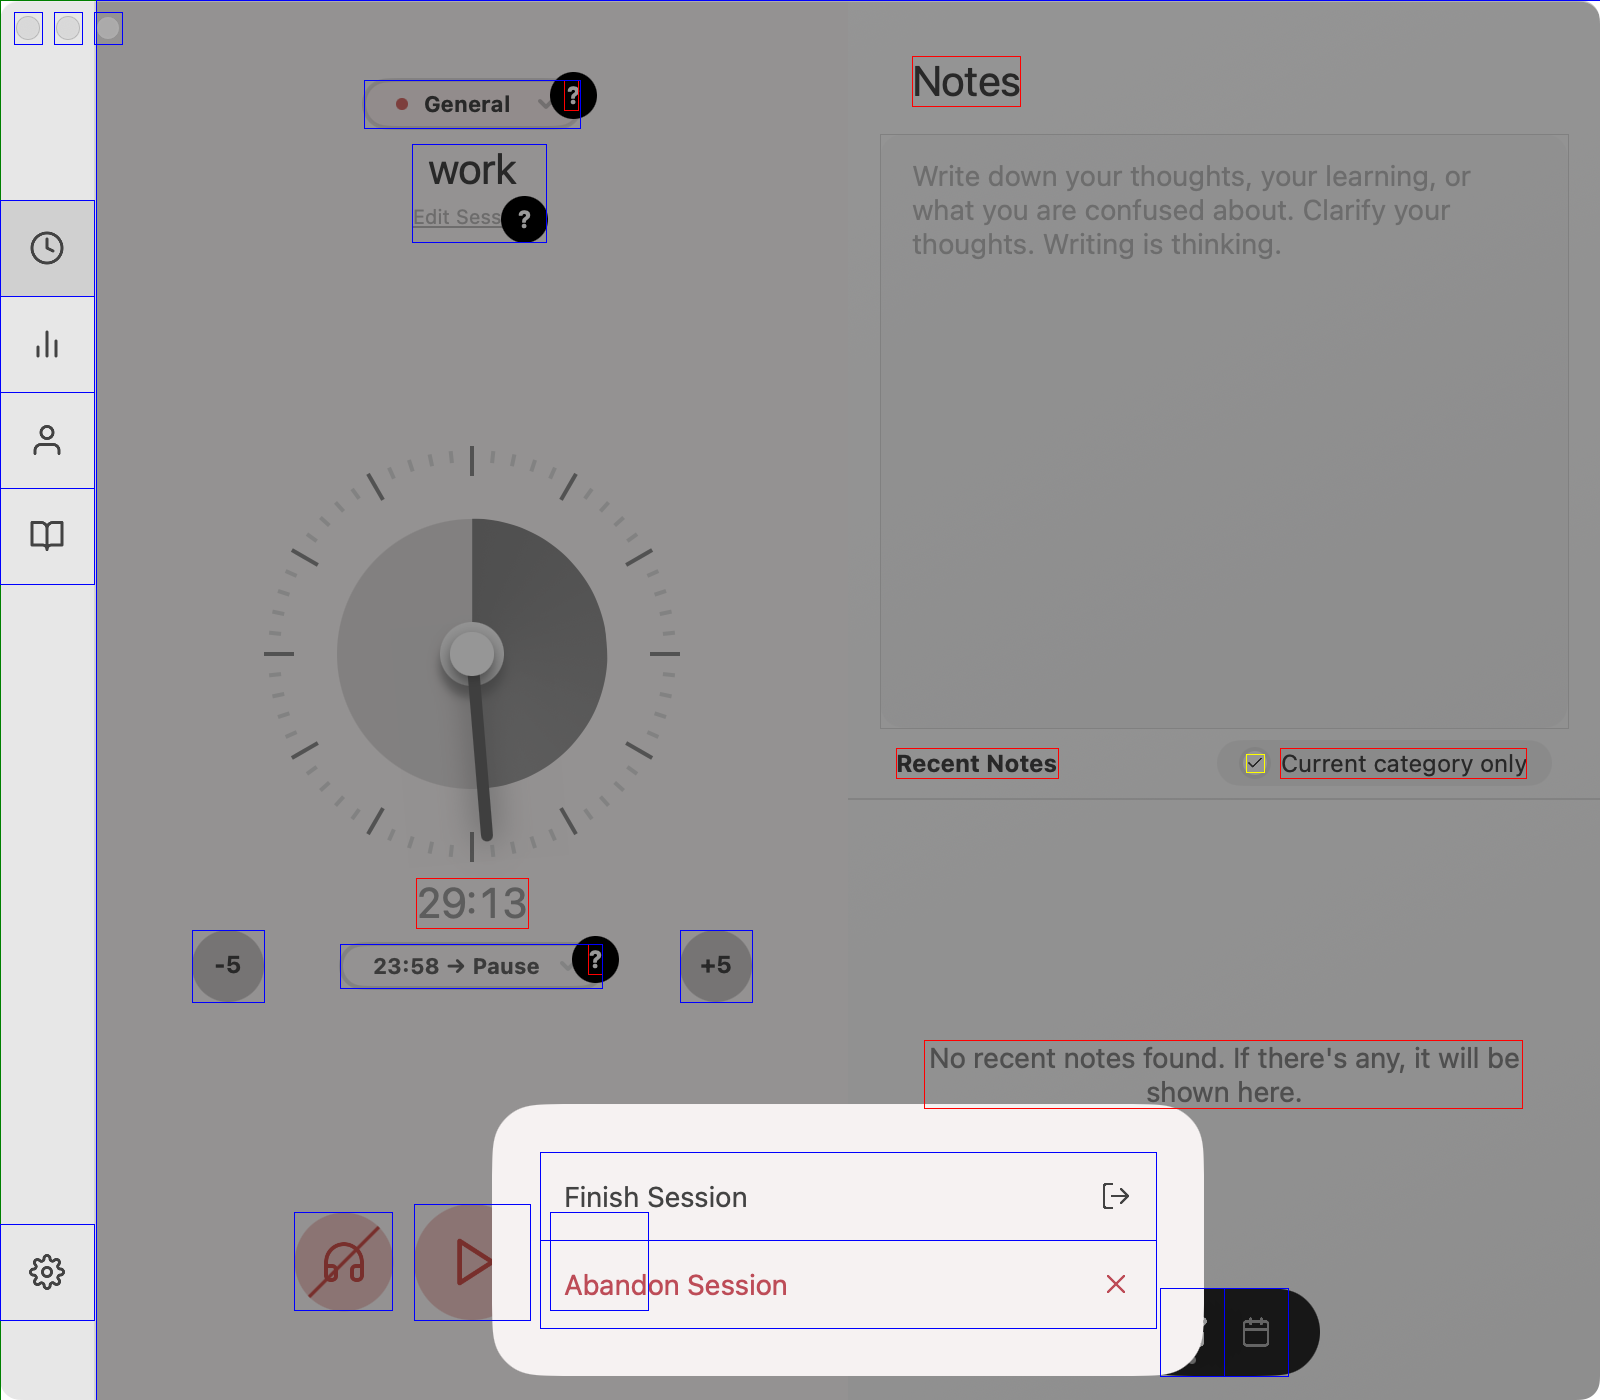 General
?
work
Edit Sess
?
29:13
-5
23:58 → Pause
?
+5
Notes
Write down your thoughts, your learning, or
what you are confused about. Clarify your
thoughts. Writing is thinking.
Recent Notes
Current category only
No recent notes found. If there's any, it will be
shown here.
Finish Session
Abandon Session